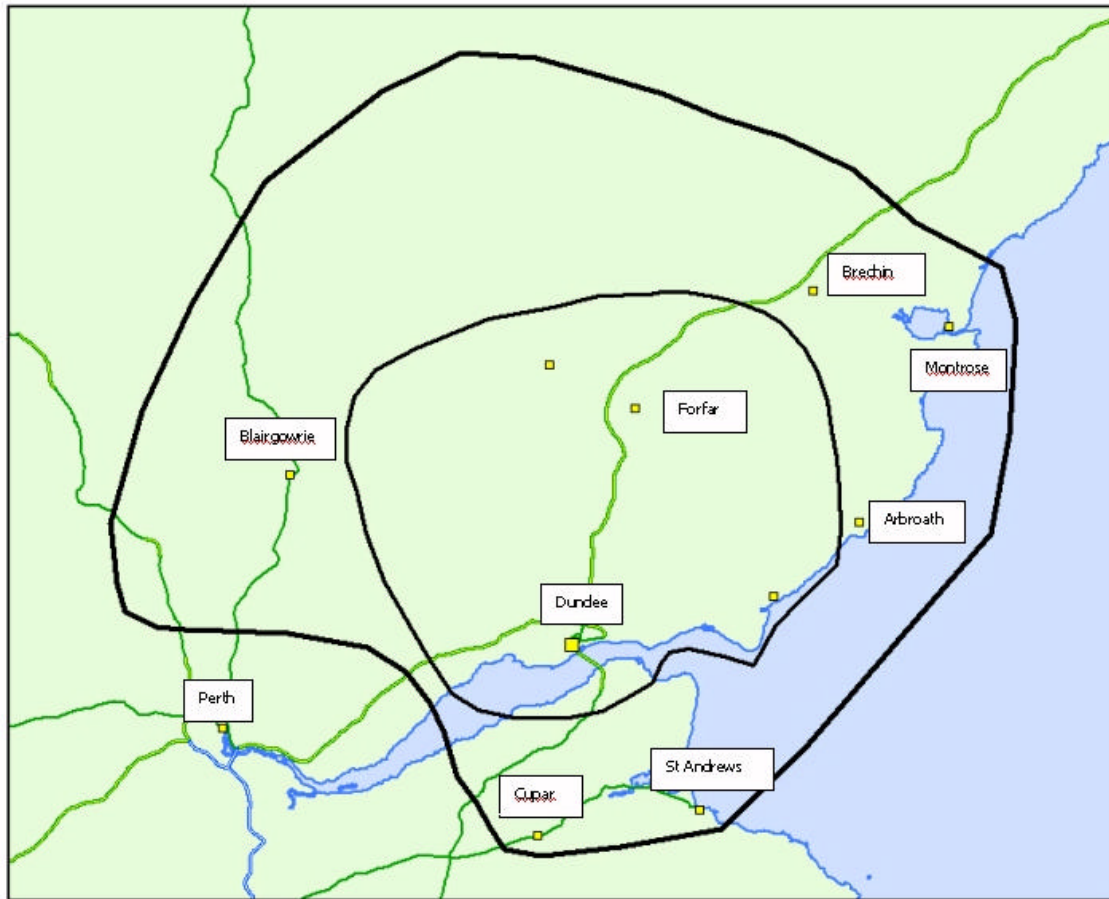 Brechin
Montrose
Forfar
Blairgowrie
Arbroath
Dundee
Perth
St Andrews
Cupar